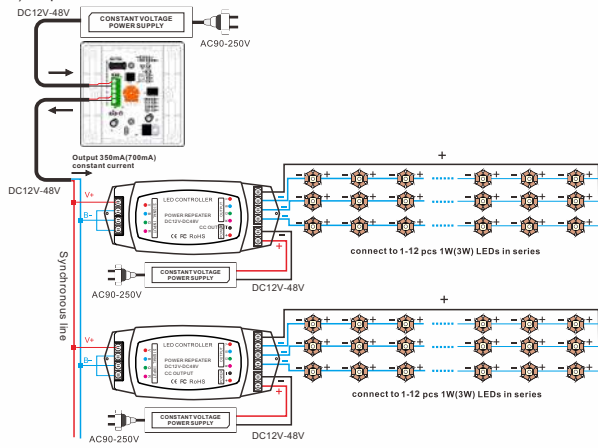 DC12V-48V
CONSTANT VOLTAGE
POWER SUPPLY
AC90-250V
DC12V-48V
Output 350mA(700mA)
constant current
DC12V-48V
V+
B-
Synchronous line
LED CONTROLLER
POWER REPEATER
DC12V-DC48V
CC OUTPUT
CE FC RoHS
+
connect to 1-12 pcs 1W(3W) LEDs in series
CONSTANT VOLTAGE
POWER SUPPLY
AC90-250V
DC12V-48V
V+
B-
LED CONTROLLER
POWER REPEATER
DC12V-DC48V
CC OUTPUT
CE FC RoHS
+
connect to 1-12 pcs 1W(3W) LEDs in series
CONSTANT VOLTAGE
POWER SUPPLY
AC90-250V
DC12V-48V